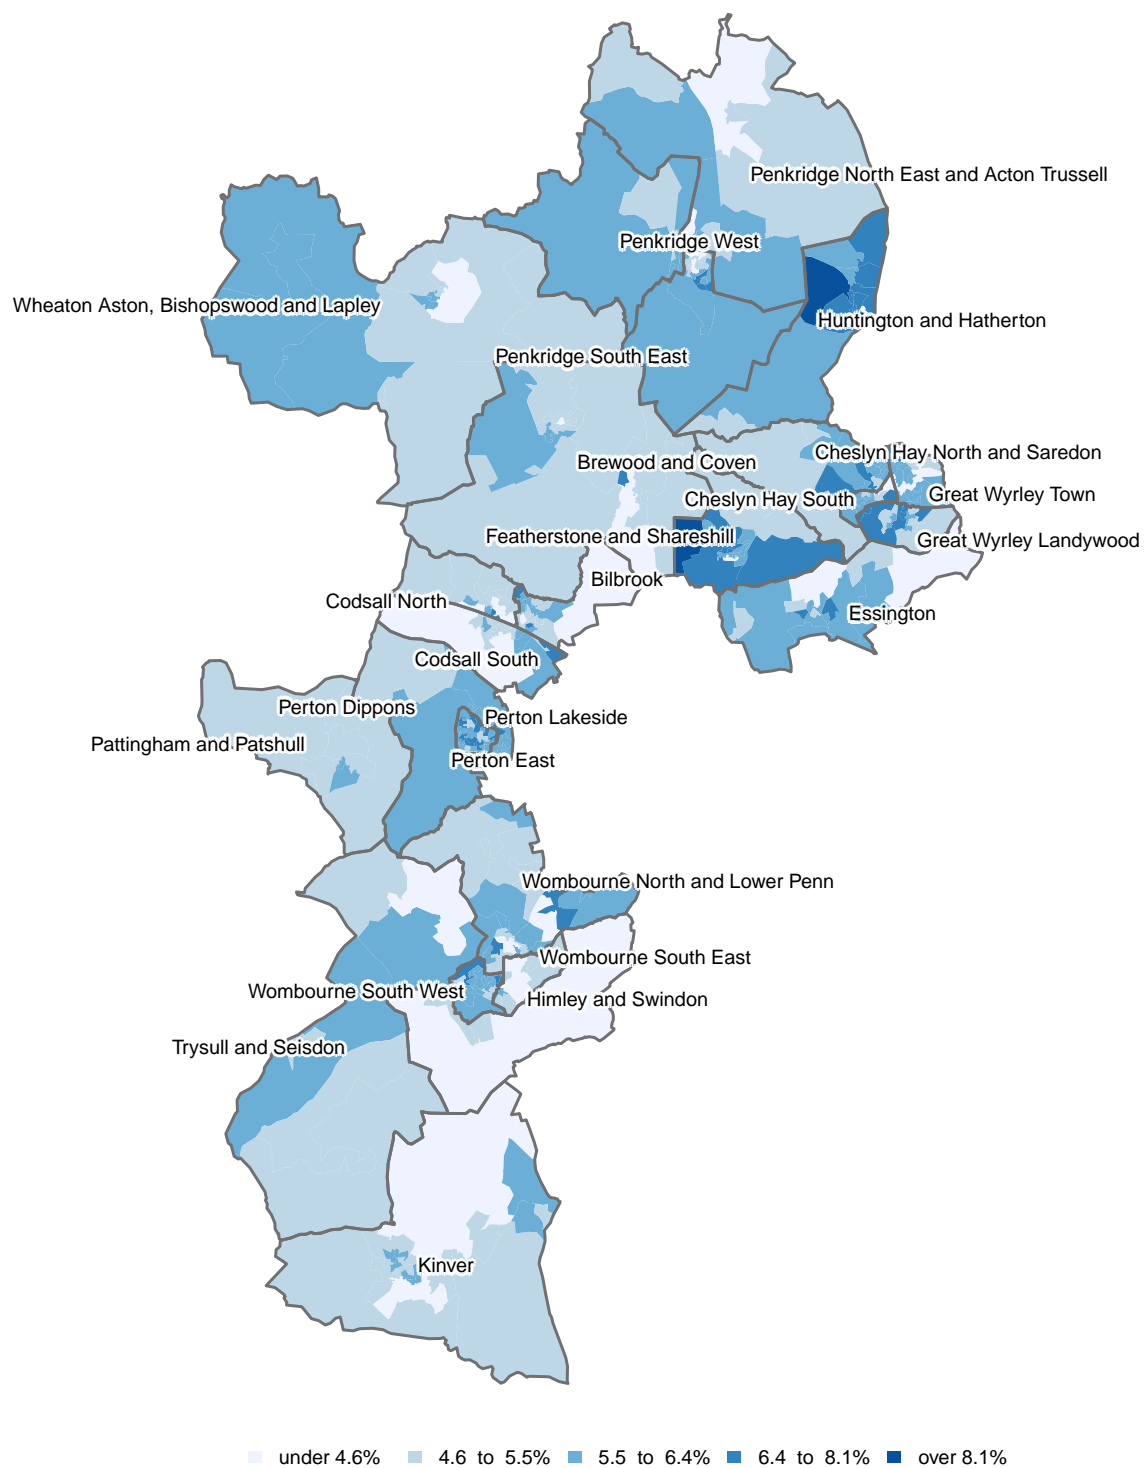 Penkridge North East and Acton Trussell
Penkridge West
Wheaton Aston, Bishopswood and Lapley
Huntington and Hatherton
Penkridge South East
Cheslyn Hay North and Saredon
Brewood and Coven
Great Wyrley Town
Cheslyn Hay South
Featherstone and Shareshill
Great Wyrley Landywood
Bilbrook
Codsall North
Essington
Codsall South
Perton Dippons
Perton Lakeside
Pattingham and Patshull
Perton East
Wombourne North and Lower Penn
Wombourne South East
Wombourne South West
Himley and Swindon
Trysull and Seisdon
Kinver
under 4.6% 4.6 to 5.5% 5.5 to 6.4% 6.4 to 8.1% over 8.1%